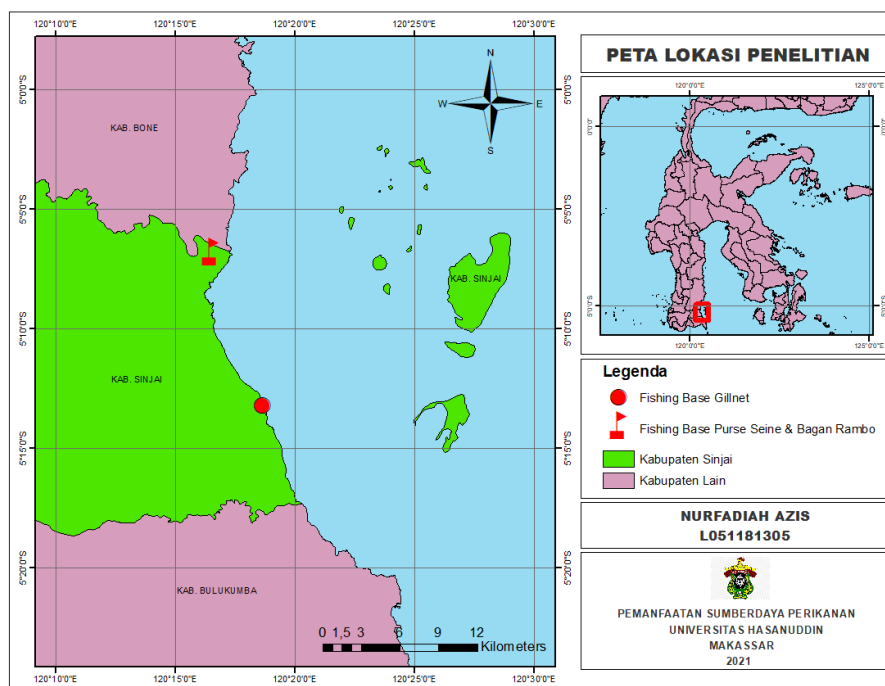 120°10'0"E 120°15'0"E 120°20'0"E 120°25'0"E 120°30'0"E
5°0'0"S 5°0'0"S
5°5'0"S 5°5'0"S
5°10'0"S 5°10'0"S
5°15'0"S 5°15'0"S
5°20'0"S 5°20'0"S
N
W E
S
KAB. BONE
KAB. SINJAI
KAB. SINJAI
KAB. BULUKUMBA
0 1,5 3 6 9 12
Kilometers
120°10'0"E 120°15'0"E 120°20'0"E 120°25'0"E 120°30'0"E
PETA LOKASI PENELITIAN
120°0'0"E 125°0'0"E
0°0'0" 0°0'0"
5°0'0"S 5°0'0"S
120°0'0"E 125°0'0"E
Legenda
Fishing Base Gillnet
Fishing Base Purse Seine & Bagan Rambo
Kabupaten Sinjai
Kabupaten Lain
NURFADIAH AZIS
L051181305
PEMANFAATAN SUMBERDAYA PERIKANAN
UNIVERSITAS HASANUDDIN
MAKASSAR
2021